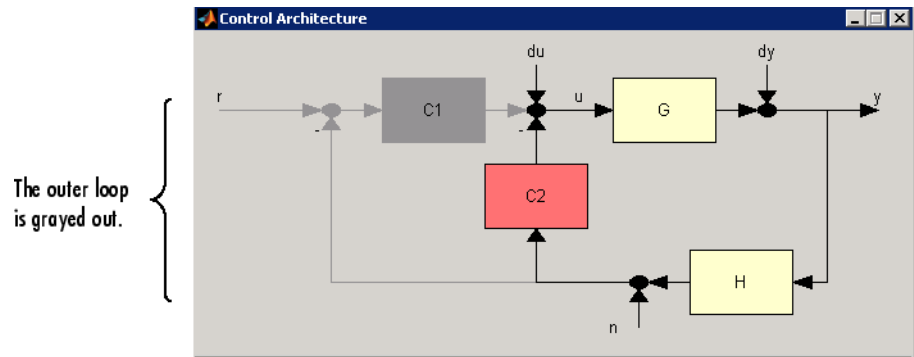 Control Architecture
du
dy
r
u
y
C1
G
-
-
The outer loop
is grayed out.
C2
H
n